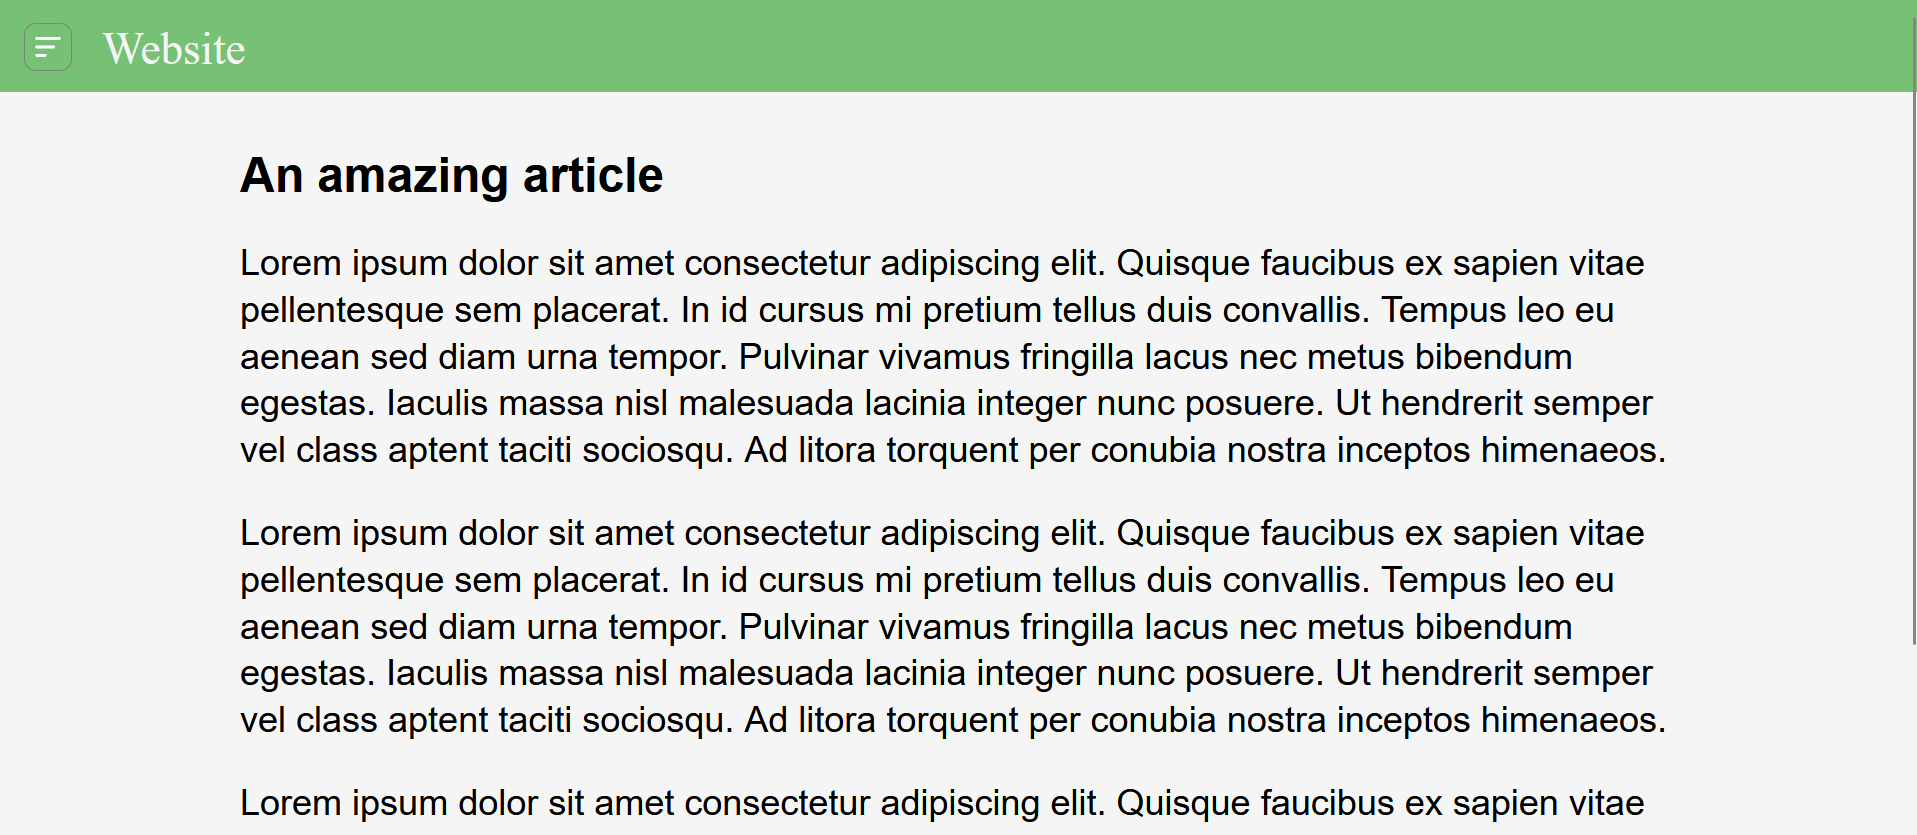 Website
An amazing article
Lorem ipsum dolor sit amet consectetur adipiscing elit. Quisque faucibus ex sapien vitae
pellentesque sem placerat. In id cursus mi pretium tellus duis convallis. Tempus leo eu
aenean sed diam urna tempor. Pulvinar vivamus fringilla lacus nec metus bibendum
egestas. Iaculis massa nisl malesuada lacinia integer nunc posuere. Ut hendrerit semper
vel class aptent taciti sociosqu. Ad litora torquent per conubia nostra inceptos himenaeos.
Lorem ipsum dolor sit amet consectetur adipiscing elit. Quisque faucibus ex sapien vitae
pellentesque sem placerat. In id cursus mi pretium tellus duis convallis. Tempus leo eu
aenean sed diam urna tempor. Pulvinar vivamus fringilla lacus nec metus bibendum
egestas. Iaculis massa nisl malesuada lacinia integer nunc posuere. Ut hendrerit semper
vel class aptent taciti sociosqu. Ad litora torquent per conubia nostra inceptos himenaeos.
Lorem ipsum dolor sit amet consectetur adipiscing elit. Quisque faucibus ex sapien vitae